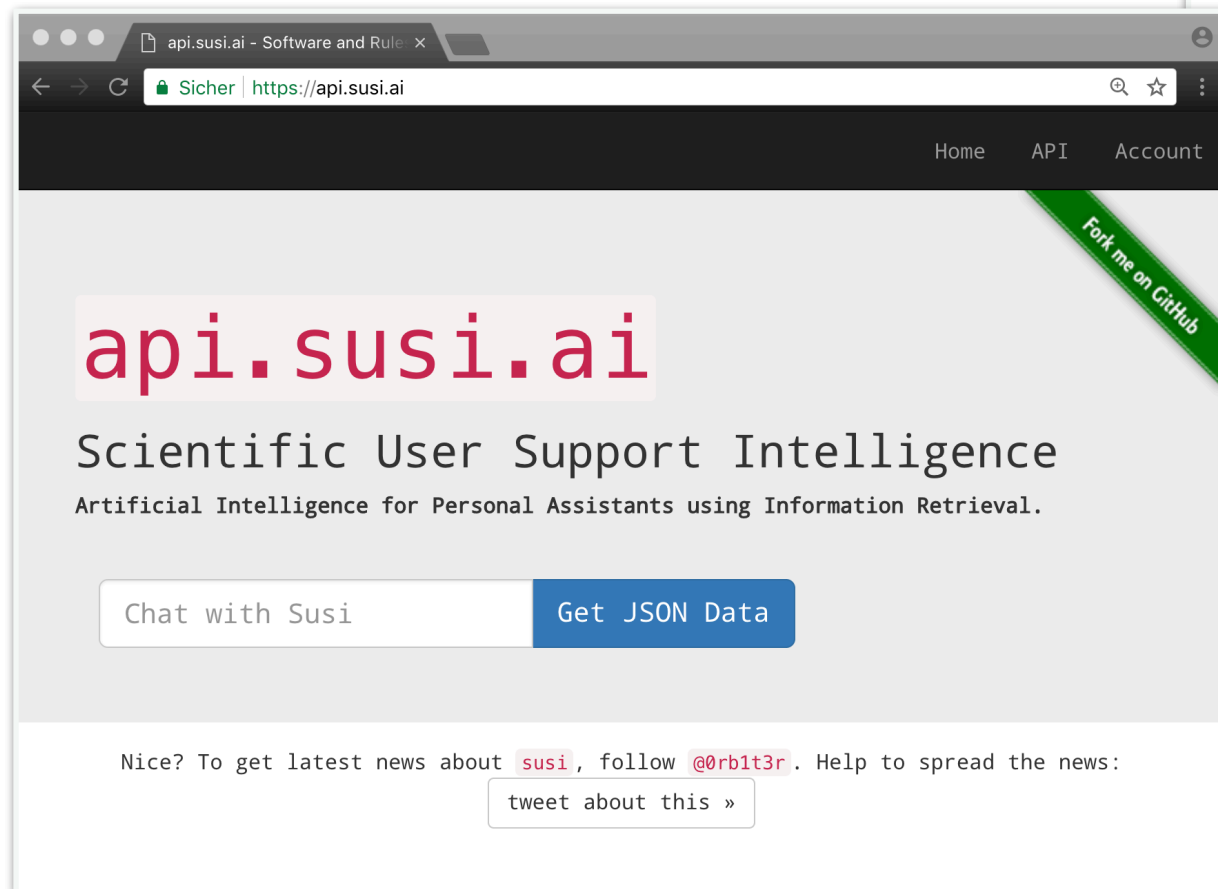 api.susi.ai - Software and Rule
Sicher https://api.susi.ai
Home API Account
Fork me on GitHub
api.susi.ai
Scientific User Support Intelligence
Artificial Intelligence for Personal Assistants using Information Retrieval.
Chat with Susi Get JSON Data
Nice? To get latest news about susi, follow @0rb1t3r. Help to spread the news:
tweet about this »